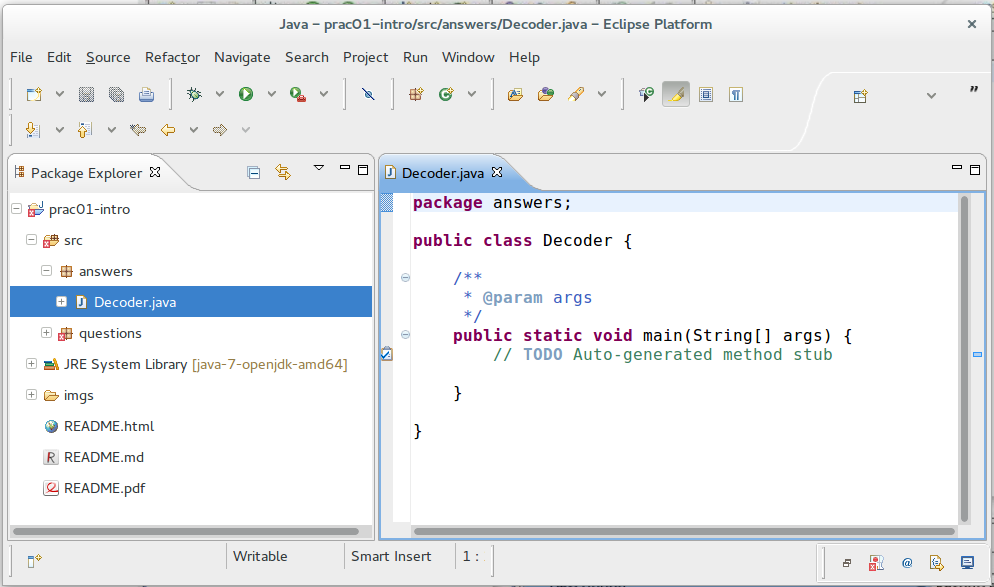 Java – prac01-intro/src/answers/Decoder.java – Eclipse Platform
File Edit Source Refactor Navigate Search Project Run Window Help
Package Explorer
prac01-intro
src
answers
Decoder.java
questions
JRE System Library [java-7-openjdk-amd64]
imgs
README.html
README.md
README.pdf
Decoder.java
package answers;
public class Decoder {
/**
* @param args
*/
public static void main(String[] args) {
// TODO Auto-generated method stub
}
}
Writable Smart Insert 1 :